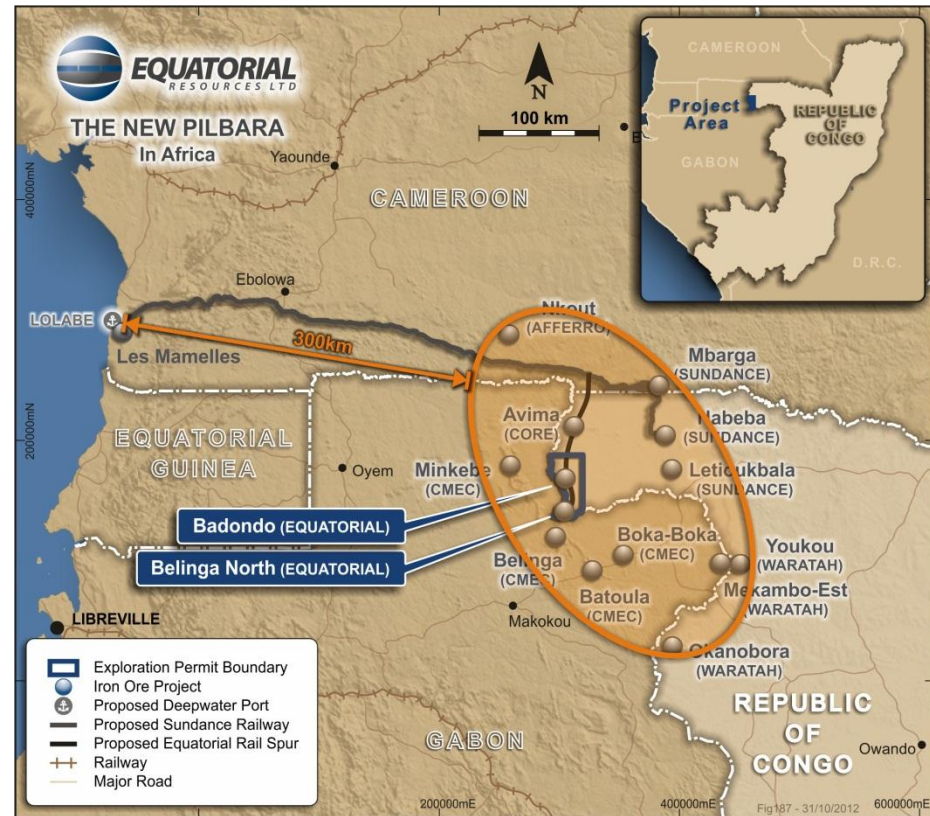 EQUATORIAL
RESOURCES LTD
THE NEW PILBARA
In Africa
N
100 km
Yaounde
CAMEROON
CAMEROON
Project
Area
REPUBLIC
OF
CONGO
GABON
D.R.C.
400000mN
Ebolowa
LOLABE
Les Mamelles
300km
Nkout
(AFFERRO)
Mbarga
(SUNDANCE)
Avima
(CORE)
Nabeba
(SUNDANCE)
200000mN
EQUATORIAL
GUINEA
Oyem
Minkebe
(CMEC)
Letioukbala
(SUNDANCE)
Badondo (EQUATORIAL)
Belinga North (EQUATORIAL)
Belinga
(CMEC)
Boka-Boka
(CMEC)
Youkou
(WARATAH)
Batoula
(CMEC)
Mekambo-Est
(WARATAH)
Makokou
LIBREVILLE
Okanobora
(WARATAH)
Exploration Permit Boundary
Iron Ore Project
Proposed Deepwater Port
Proposed Sundance Railway
Proposed Equatorial Rail Spur
Railway
Major Road
GABON
REPUBLIC
OF
CONGO
Owando
200000mE
400000mE
600000mE
Fig187 - 31/10/2012